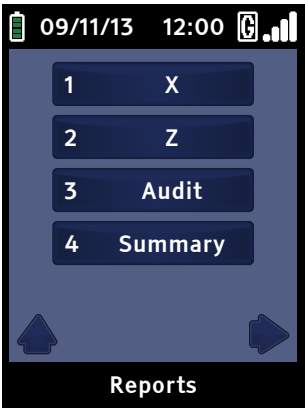 09/11/13 12:00 G
1 X
2 Z
3 Audit
4 Summary
Reports